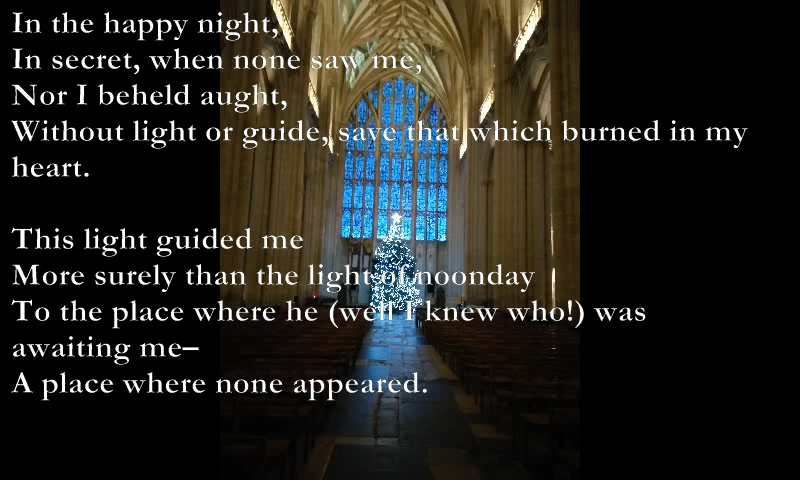 In the happy night,
In secret, when none saw me,
Nor I beheld aught,
Without light or guide, save that which burned in my
heart.
This light guided me
More surely than the light of noonday
To the place where he (well I knew who!) was
awaiting me–
A place where none appeared.